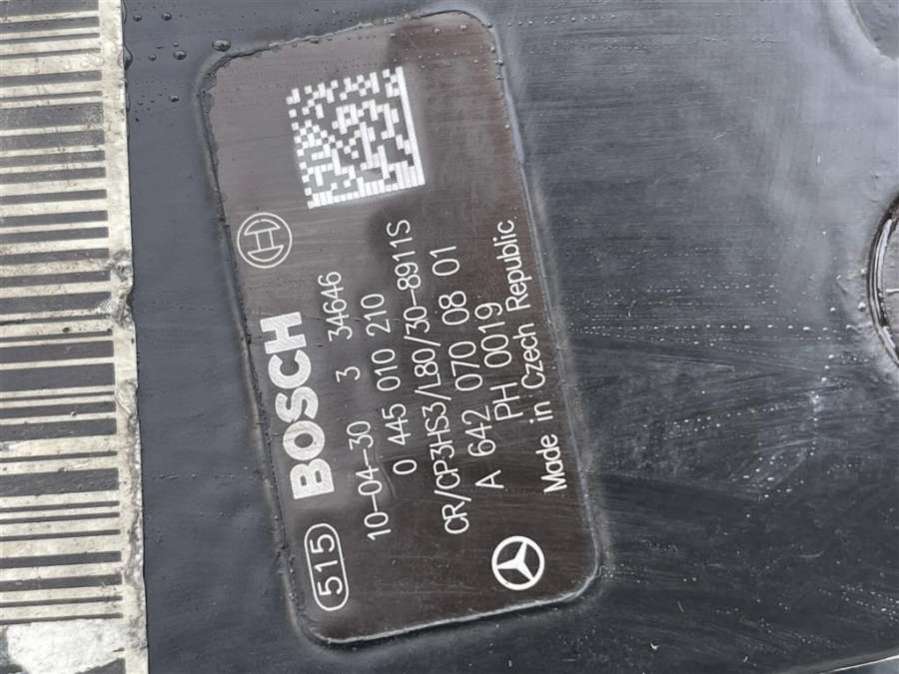 515 BOSCH
10-04-30 3 34646
0 445 010 210
CR/CP3HS3/L80/30-8911S
A 642 070 08 01
PH 0019
Made in Czech Republic